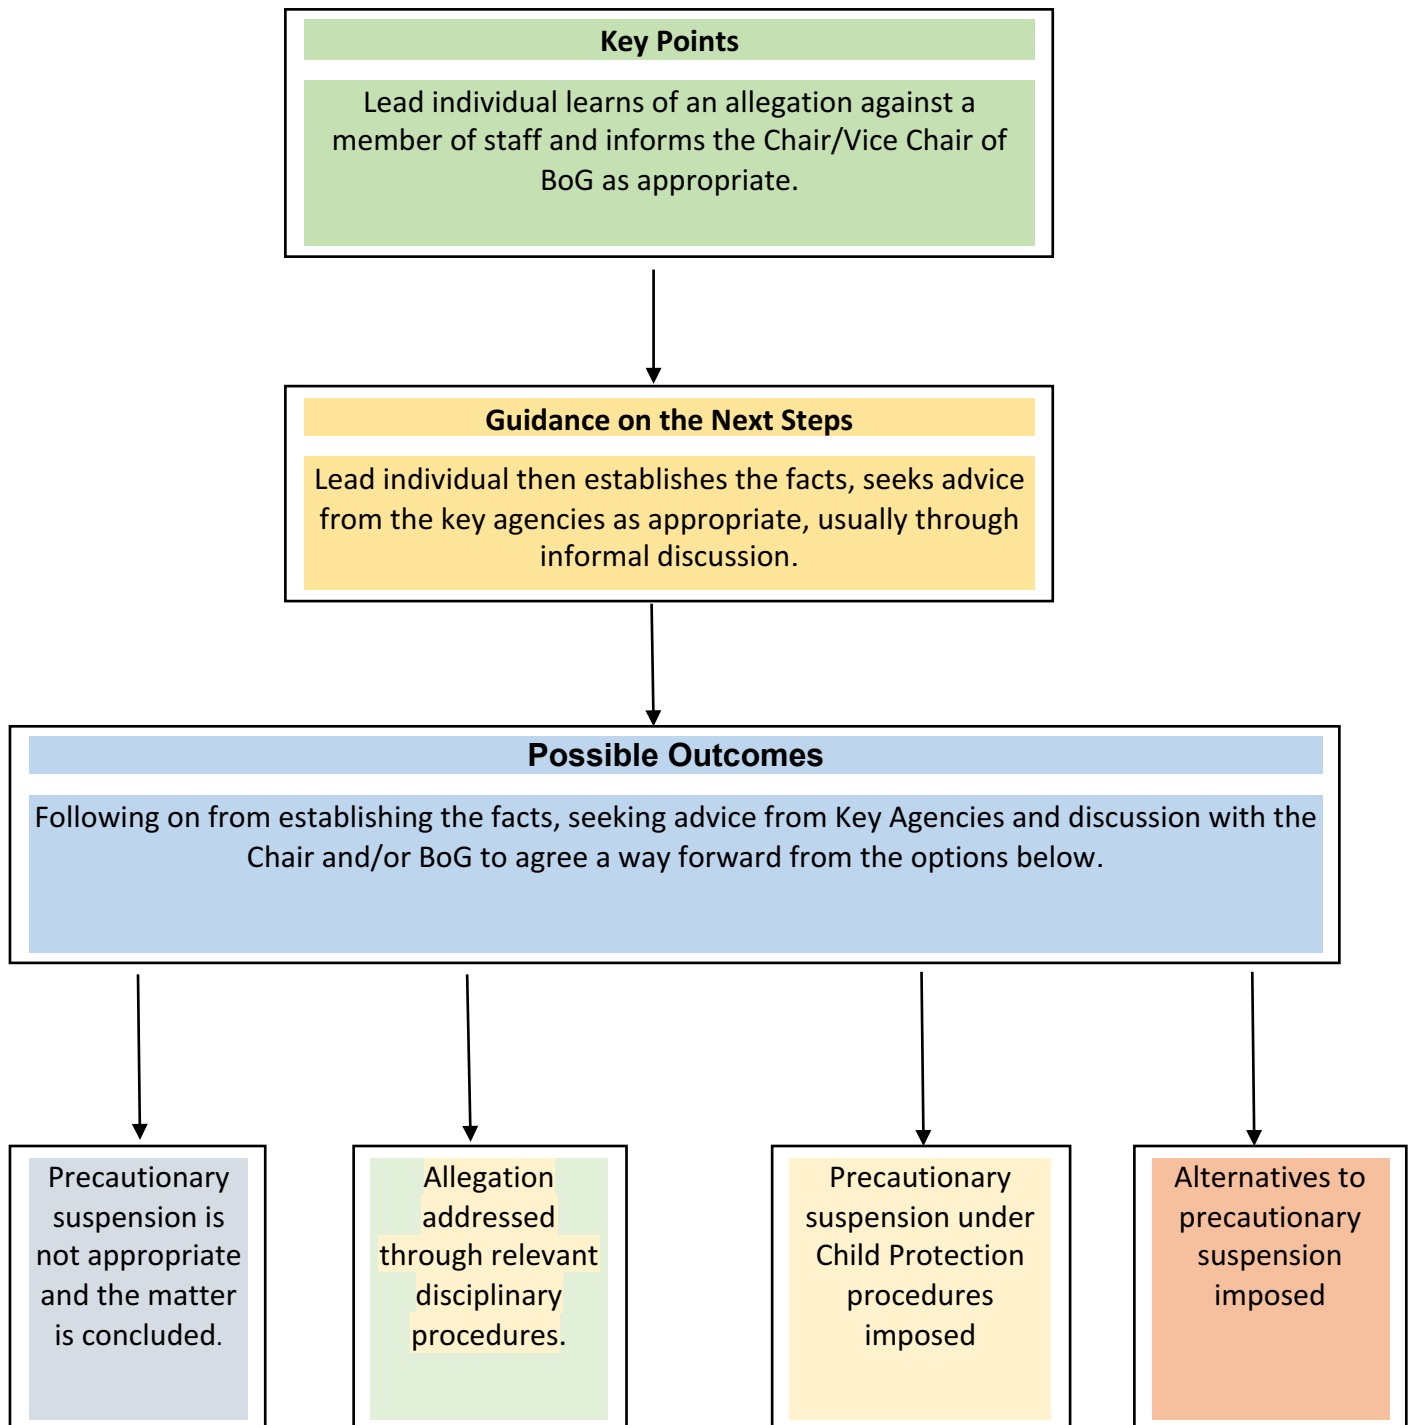 Key Points
Lead individual learns of an allegation against a
member of staff and informs the Chair/Vice Chair of
BoG as appropriate.
Guidance on the Next Steps
Lead individual then establishes the facts, seeks advice
from the key agencies as appropriate, usually through
informal discussion.
Possible Outcomes
Following on from establishing the facts, seeking advice from Key Agencies and discussion with the
Chair and/or BoG to agree a way forward from the options below.
Precautionary
suspension is
not appropriate
and the matter
is concluded.
Allegation
addressed
through relevant
disciplinary
procedures.
Precautionary
suspension under
Child Protection
procedures
imposed
Alternatives to
precautionary
suspension
imposed